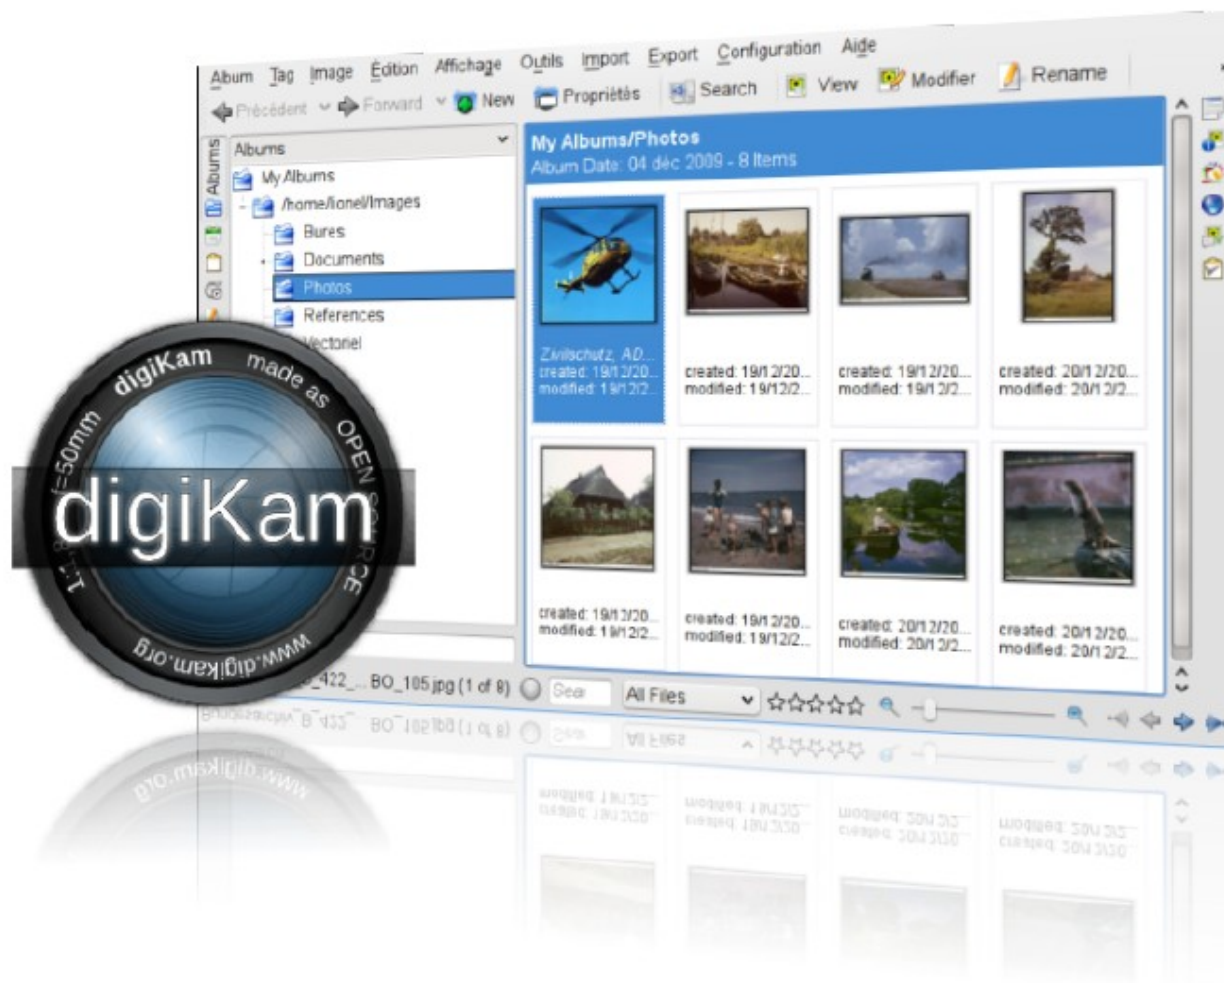 Album Tag Image Édition Affichage Outils Import Export Configuration Aide
Précédent Forward New Propriétés Search View Modifier Rename
Albums
Albums
My Albums
/home/lionel/Images
Bures
Documents
Photos
References
Vectoriel
My Albums/Photos
Album Date: 04 déc 2009 - 8 Items
Zivilschutz, AD...
created: 19/12/20... created: 19/12/20... created: 19/12/20... created: 20/12/20...
modified: 19/12/2... modified: 19/12/2... modified: 19/12/2... modified: 20/12/2...
created: 19/12/20... created: 19/12/20... created: 20/12/20... created: 20/12/20...
modified: 19/12/2... modified: 19/12/2... modified: 20/12/2... modified: 20/12/2...
digiKam made as OPEN SOURCE
digiKam
www.digikam.org
_422_... BO_105.jpg (1 of 8) All Files